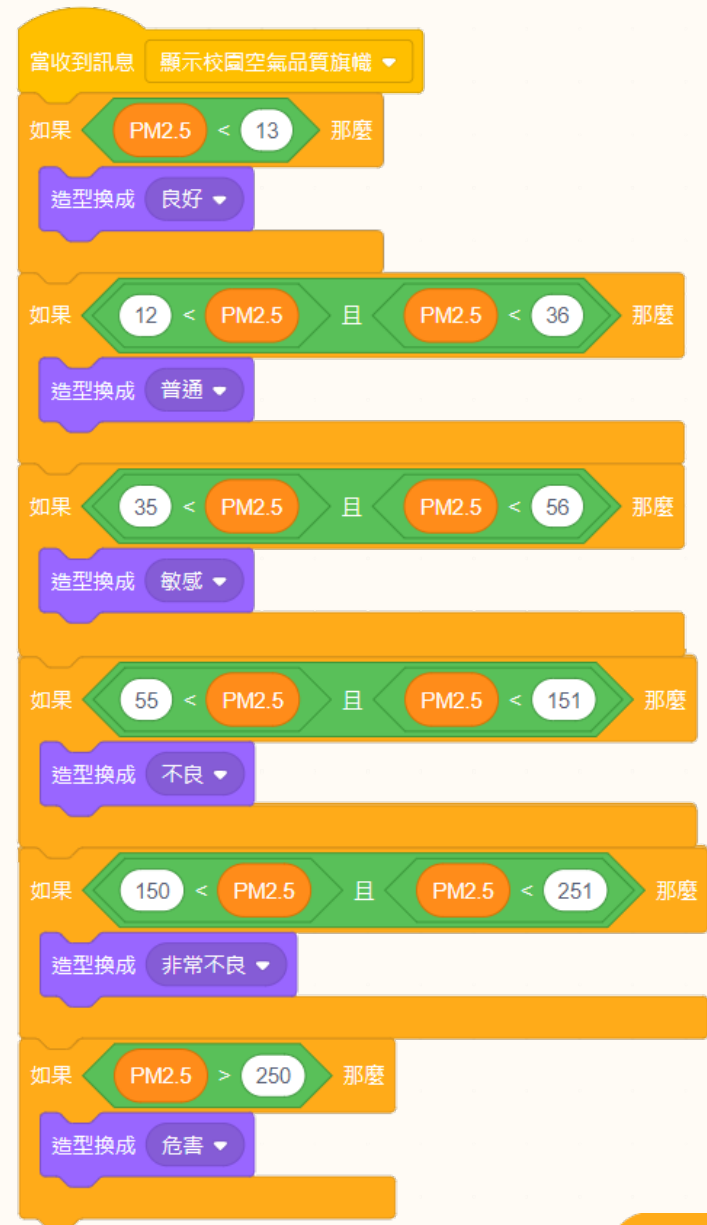 當收到訊息 顯示校園空氣品質旗幟
如果 PM2.5 < 13 那麼
造型換成 良好
如果 12 < PM2.5 且 PM2.5 < 36 那麼
造型換成 普通
如果 35 < PM2.5 且 PM2.5 < 56 那麼
造型換成 敏感
如果 55 < PM2.5 且 PM2.5 < 151 那麼
造型換成 不良
如果 150 < PM2.5 且 PM2.5 < 251 那麼
造型換成 非常不良
如果 PM2.5 > 250 那麼
造型換成 危害